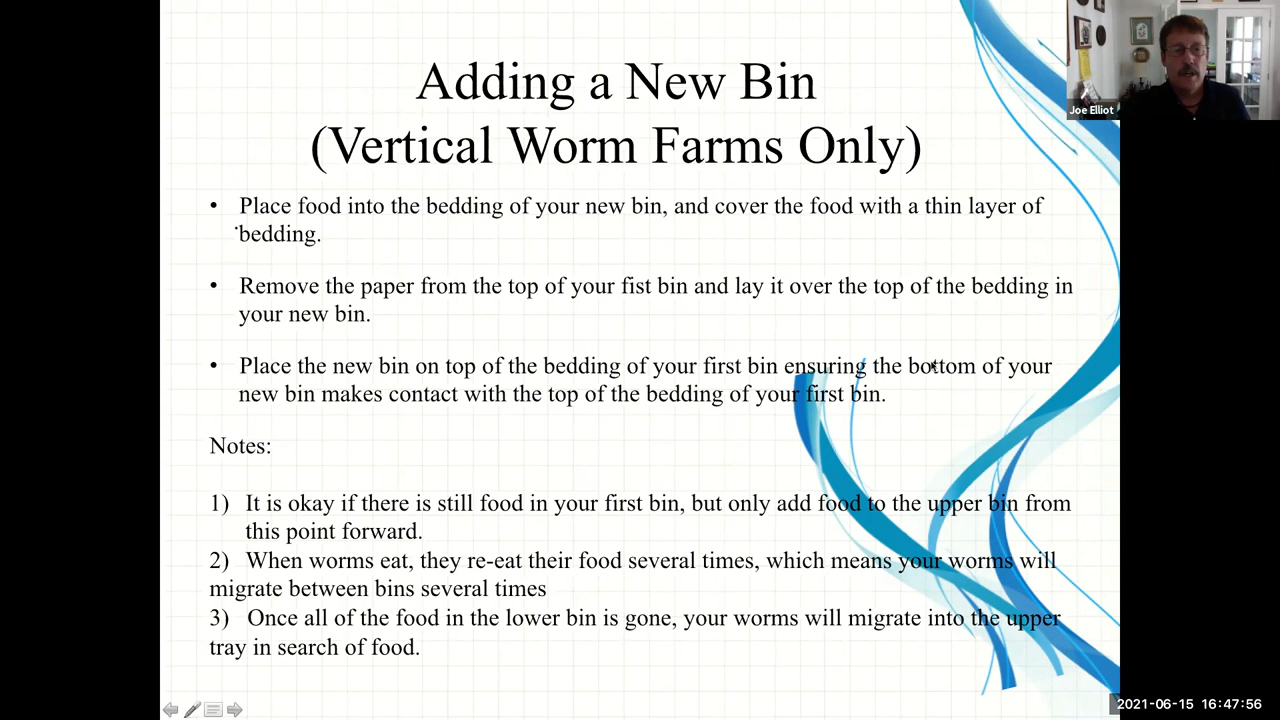 Adding a New Bin
(Vertical Worm Farms Only)
• Place food into the bedding of your new bin, and cover the food with a thin layer of
bedding.
• Remove the paper from the top of your fist bin and lay it over the top of the bedding in
your new bin.
• Place the new bin on top of the bedding of your first bin ensuring the bottom of your
new bin makes contact with the top of the bedding of your first bin.
Notes:
1) It is okay if there is still food in your first bin, but only add food to the upper bin from
this point forward.
2) When worms eat, they re-eat their food several times, which means your worms will
migrate between bins several times
3) Once all of the food in the lower bin is gone, your worms will migrate into the upper
tray in search of food.
Joe Elliot
2021-06-15 16:47:56